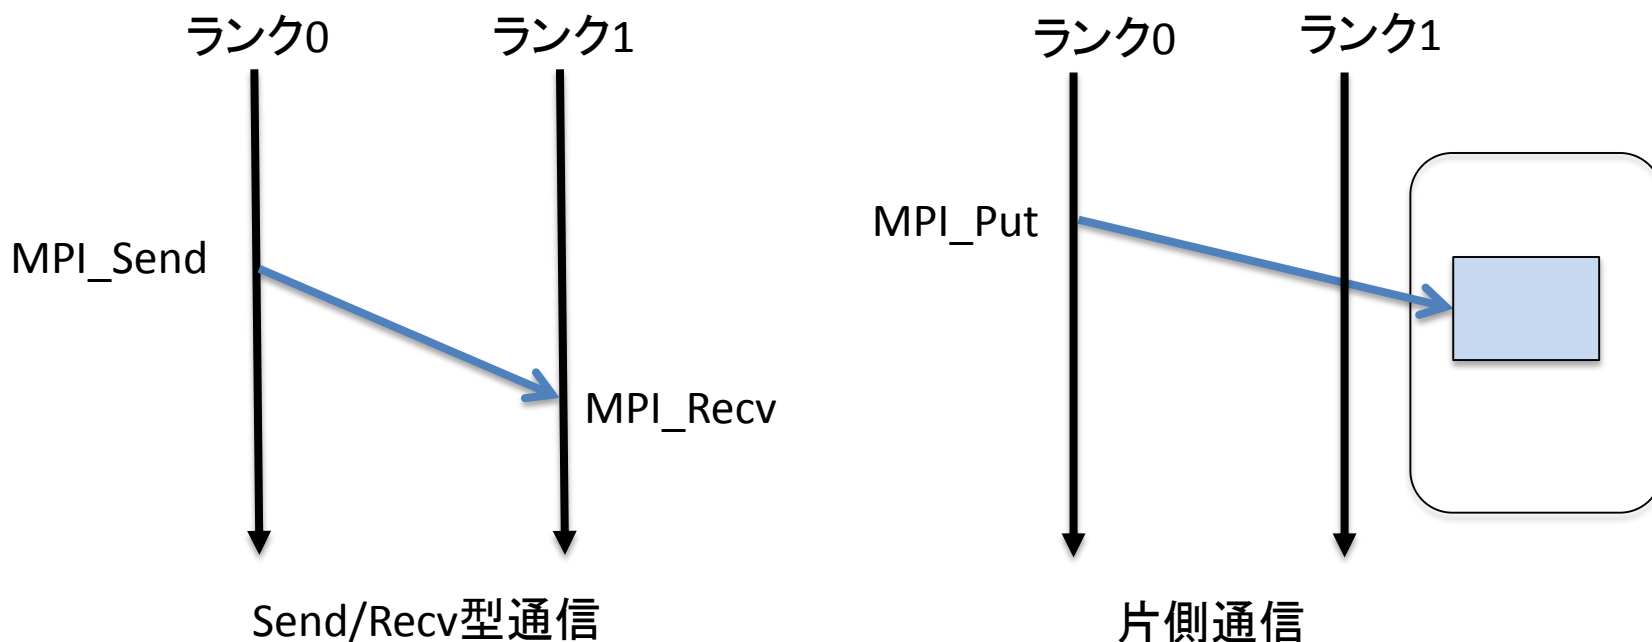 ランク0
ランク1
MPI_Send
MPI_Recv
Send/Recv型通信
ランク0
ランク1
MPI_Put
片側通信